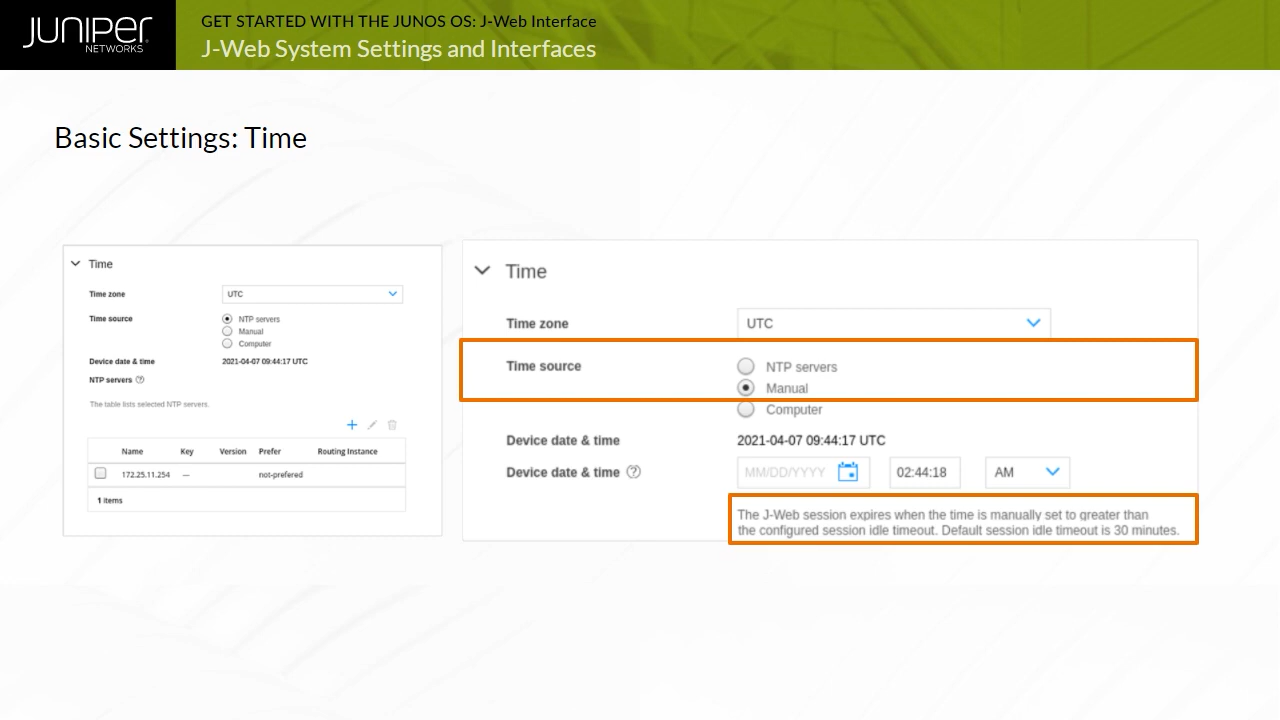 JUNIPER
NETWORKS
GET STARTED WITH THE JUNOS OS: J-Web Interface
J-Web System Settings and Interfaces
Basic Settings: Time
Time
Time zone UTC
Time source NTP servers
Manual
Computer
Device date & time 2021-04-07 09:44:17 UTC
NTP servers ?
The table lists selected NTP servers.
Name Key Version Prefer Routing Instance
172.25.11.254 — not-prefered
1 items
Time
Time zone UTC
Time source NTP servers
Manual
Computer
Device date & time 2021-04-07 09:44:17 UTC
Device date & time ? MM/DD/YYYY 02:44:18 AM
The J-Web session expires when the time is manually set to greater than
the configured session idle timeout. Default session idle timeout is 30 minutes.